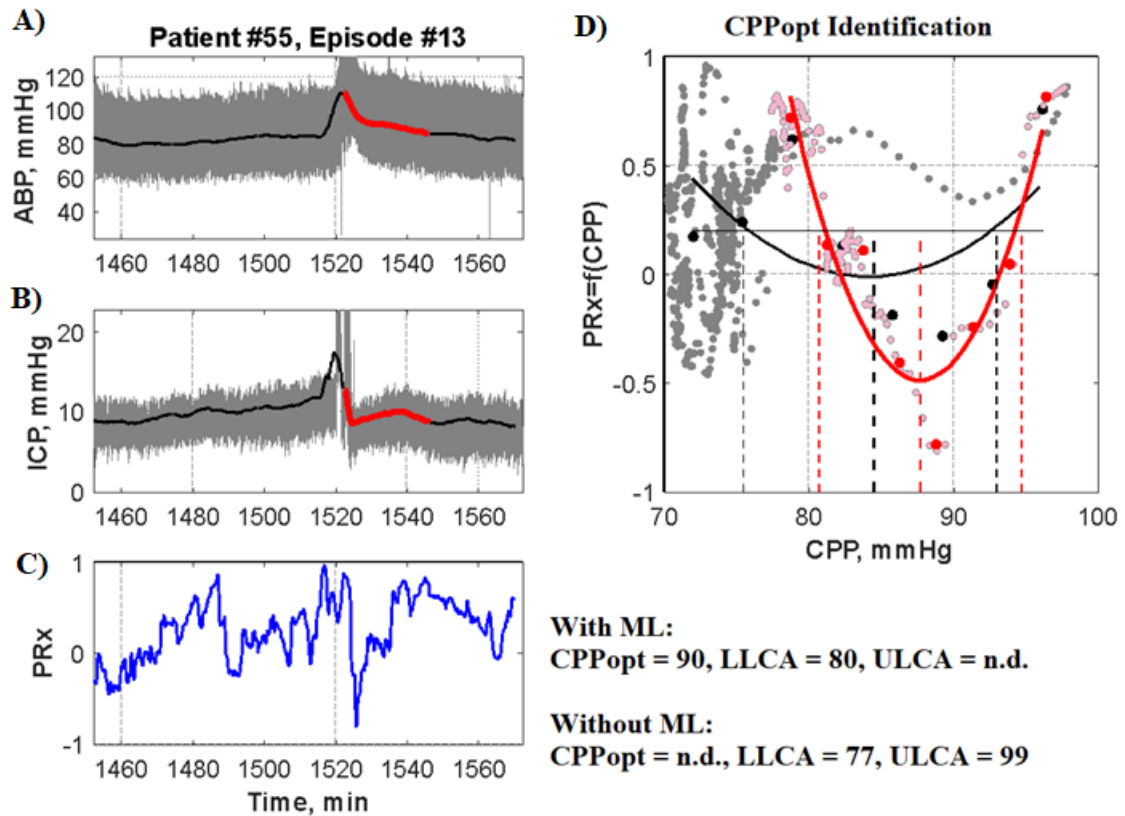 A)
Patient #55, Episode #13
ABP, mmHg
120
100
80
60
40
1460 1480 1500 1520 1540 1560
B)
ICP, mmHg
20
10
0
1460 1480 1500 1520 1540 1560
C)
PRx
1
0
-1
1460 1480 1500 1520 1540 1560
Time, min
D)
CPPopt Identification
PRx=f(CPP)
1
0.5
0
-0.5
-1
70 80 90 100
CPP, mmHg
With ML:
CPPopt = 90, LLCA = 80, ULCA = n.d.
Without ML:
CPPopt = n.d., LLCA = 77, ULCA = 99